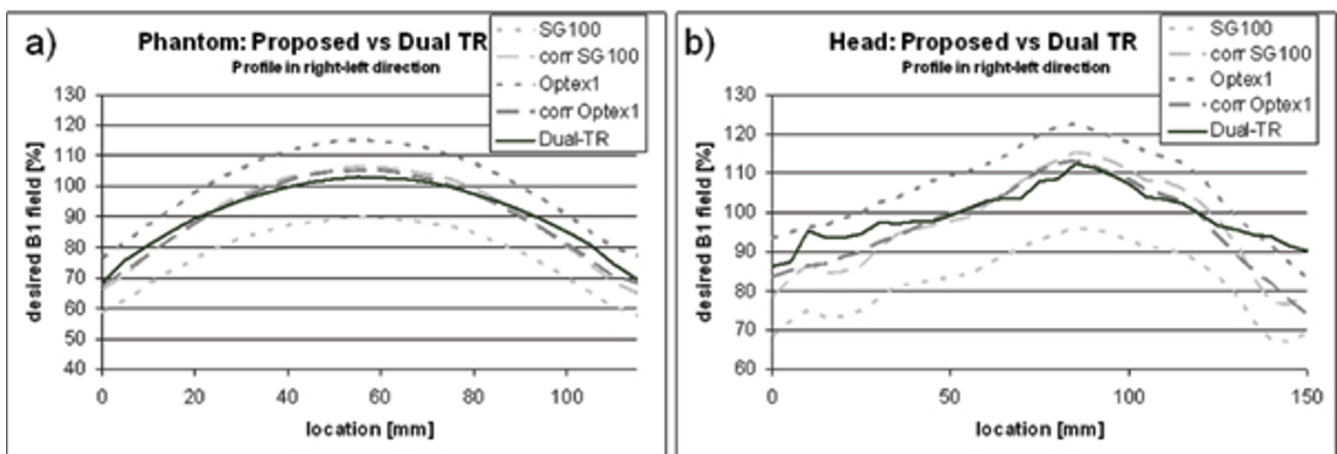 a)
Phantom: Proposed vs Dual TR
Profile in right-left direction
SG100
corr SG100
Optex1
corr Optex1
Dual-TR
desired B1 field [%]
130
120
110
100
90
80
70
60
50
40
0 20 40 60 80 100
location [mm]
b)
Head: Proposed vs Dual TR
Profile in right-left direction
SG100
corr SG100
Optex1
corr Optex1
Dual-TR
desired B1 field [%]
130
120
110
100
90
80
70
60
0 50 100 150
location [mm]